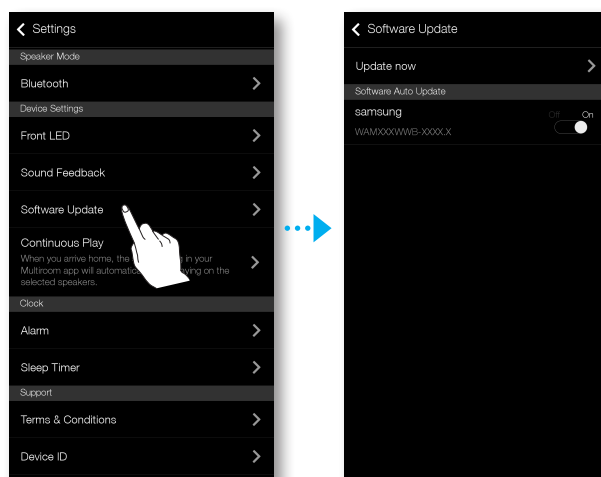 Settings
Speaker Mode
Bluetooth
Device Settings
Front LED
Sound Feedback
Software Update
Continuous Play
When you arrive home, the in your
Multiroom app will on the
selected speakers.
Clock
Alarm
Sleep Timer
Support
Terms & Conditions
Device ID
Software Update
Update now
Software Auto Update
samsung
Off On
WAMXXXWWB-XXXX.X